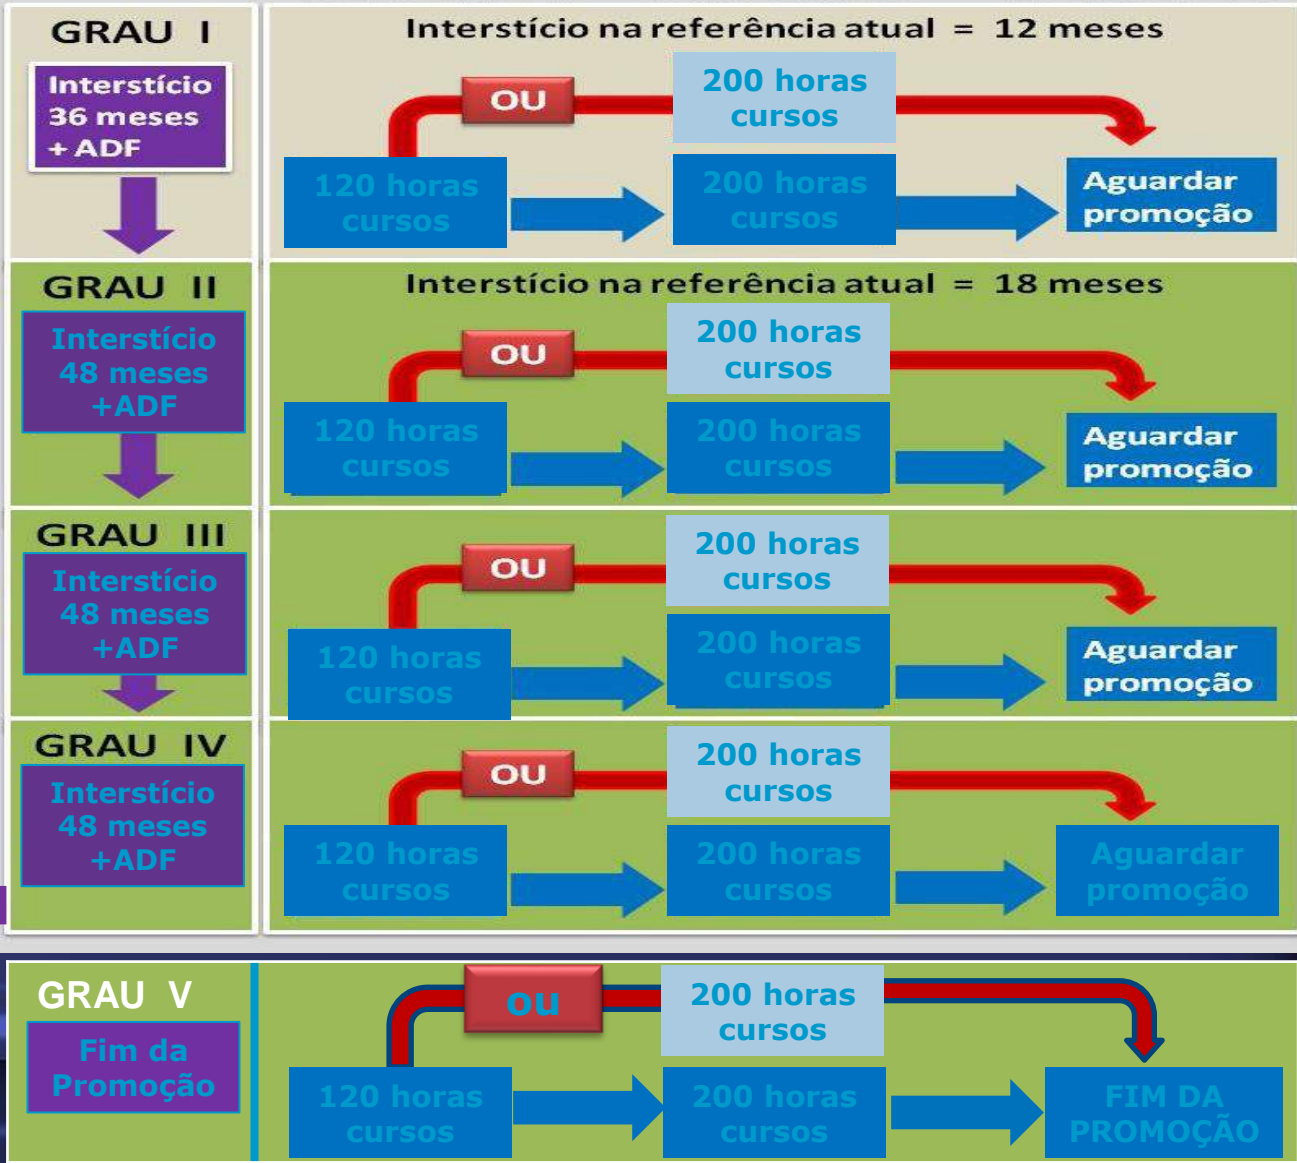 GRAU I
Interstício
36 meses
+ ADF
Interstício na referência atual = 12 meses
OU
200 horas
cursos
120 horas
cursos
200 horas
cursos
Aguardar
promoção
GRAU II
Interstício
48 meses
+ADF
Interstício na referência atual = 18 meses
OU
200 horas
cursos
120 horas
cursos
200 horas
cursos
Aguardar
promoção
GRAU III
Interstício
48 meses
+ADF
OU
200 horas
cursos
120 horas
cursos
200 horas
cursos
Aguardar
promoção
GRAU IV
Interstício
48 meses
+ADF
OU
200 horas
cursos
120 horas
cursos
200 horas
cursos
Aguardar
promoção
GRAU V
Fim da
Promoção
ou
200 horas
cursos
120 horas
cursos
200 horas
cursos
FIM DA
PROMOÇÃO